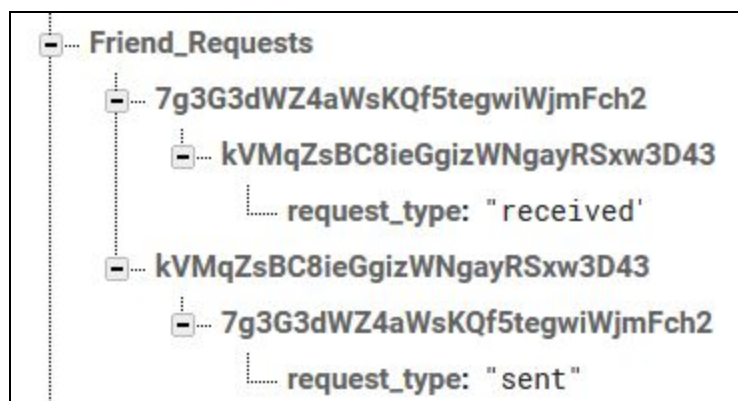 Friend_Requests
7g3G3dWZ4aWsKQf5tegwiWjmFch2
kVMqZsBC8ieGgizWNgayRSxw3D43
request_type: "received'
kVMqZsBC8ieGgizWNgayRSxw3D43
7g3G3dWZ4aWsKQf5tegwiWjmFch2
request_type: "sent"